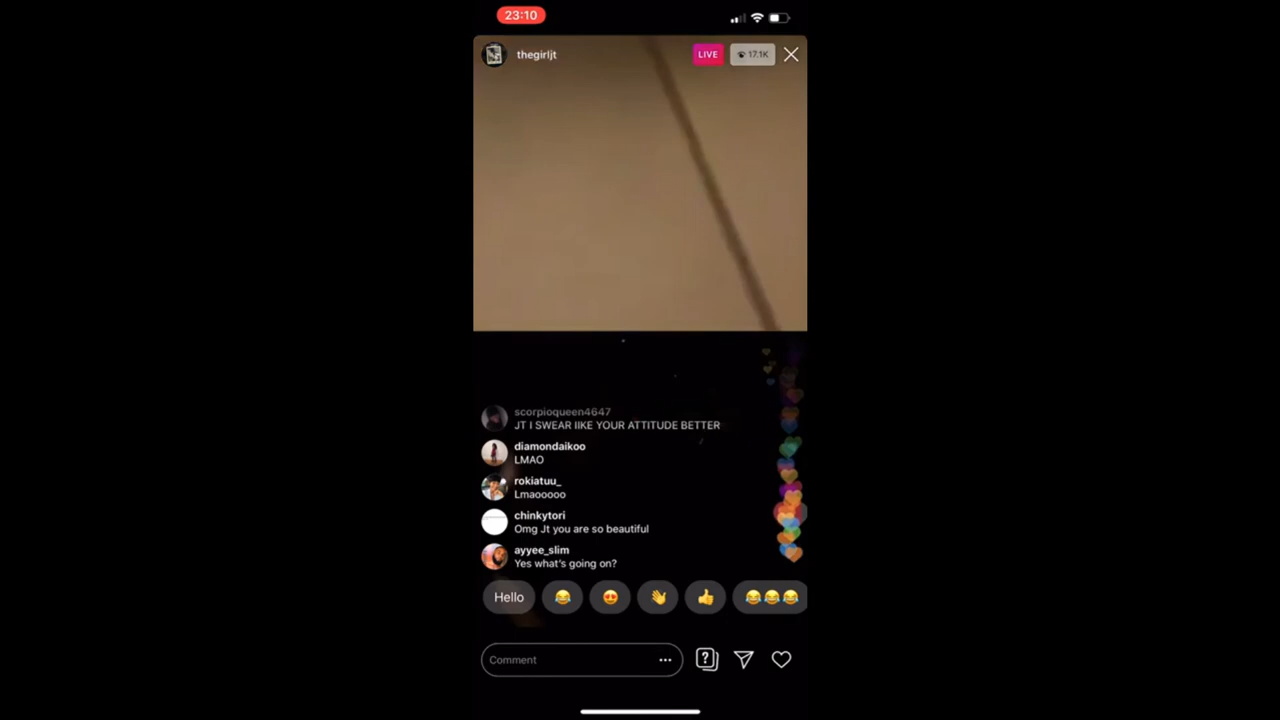 23:10
thegirljt
LIVE
17.1K
scorpioqueen4647
JT I SWEAR IIKE YOUR ATTITUDE BETTER
diamondaikoo
LMAO
rokiatuu_
Lmaooooo
chinkytori
Omg Jt you are so beautiful
ayyee_slim
Yes what's going on?
Hello
Comment